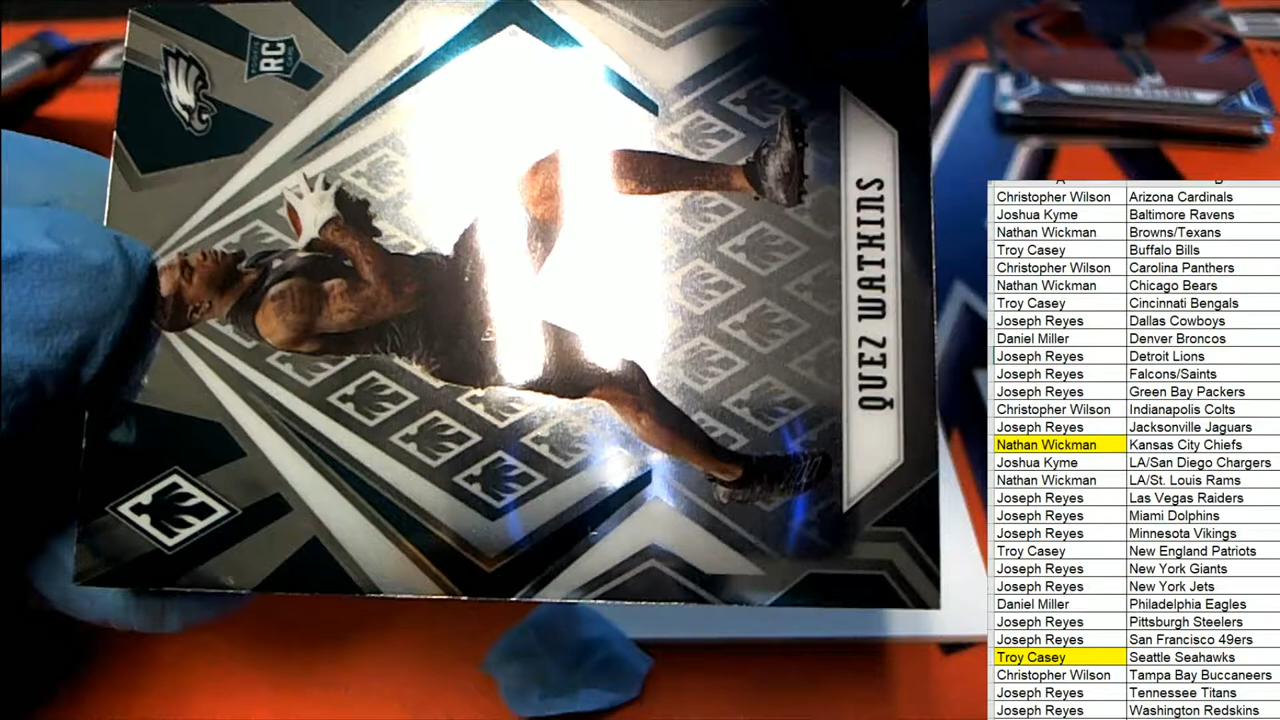 RC
QUEZ WATKINS
Christopher Wilson Arizona Cardinals
Joshua Kyme Baltimore Ravens
Nathan Wickman Browns/Texans
Troy Casey Buffalo Bills
Christopher Wilson Carolina Panthers
Nathan Wickman Chicago Bears
Troy Casey Cincinnati Bengals
Joseph Reyes Dallas Cowboys
Daniel Miller Denver Broncos
Joseph Reyes Detroit Lions
Joseph Reyes Falcons/Saints
Joseph Reyes Green Bay Packers
Christopher Wilson Indianapolis Colts
Joseph Reyes Jacksonville Jaguars
Nathan Wickman Kansas City Chiefs
Joshua Kyme LA/San Diego Chargers
Nathan Wickman LA/St. Louis Rams
Joseph Reyes Las Vegas Raiders
Joseph Reyes Miami Dolphins
Joseph Reyes Minnesota Vikings
Troy Casey New England Patriots
Joseph Reyes New York Giants
Joseph Reyes New York Jets
Daniel Miller Philadelphia Eagles
Joseph Reyes Pittsburgh Steelers
Joseph Reyes San Francisco 49ers
Troy Casey Seattle Seahawks
Christopher Wilson Tampa Bay Buccaneers
Joseph Reyes Tennessee Titans
Joseph Reyes Washington Redskins